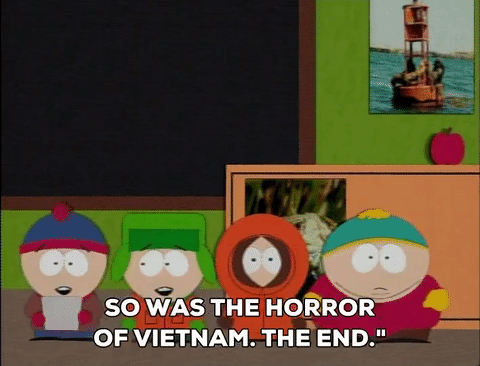 SO WAS THE HORROR
OF VIETNAM. THE END."